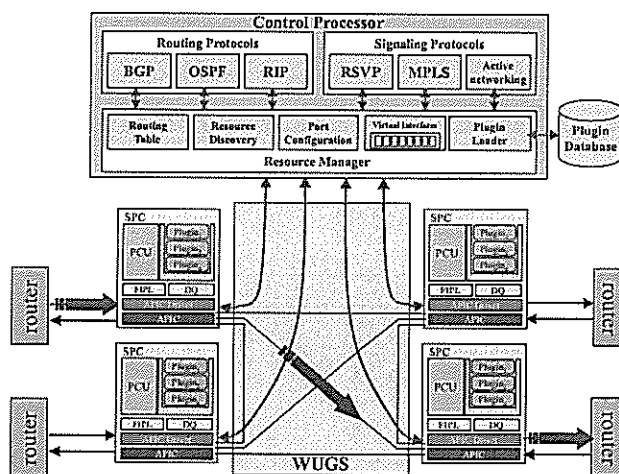 Control Processor
Routing Protocols
Signaling Protocols
BGP
OSPF
RIP
RSVP
MPLS
Active
networking
Routing
Table
Resource
Discovery
Port
Configuration
Virtual Interfaces
Plugin
Loader
Plugin
Database
Resource Manager
SPC
PCU
Plugin
Plugin
Plugin
FIPL
DQ
APIC
SPC
PCU
Plugin
Plugin
Plugin
FIPL
DQ
APIC
router
router
SPC
PCU
Plugin
Plugin
Plugin
FIPL
DQ
APIC
SPC
PCU
Plugin
Plugin
Plugin
FIPL
DQ
APIC
router
router
WUGS